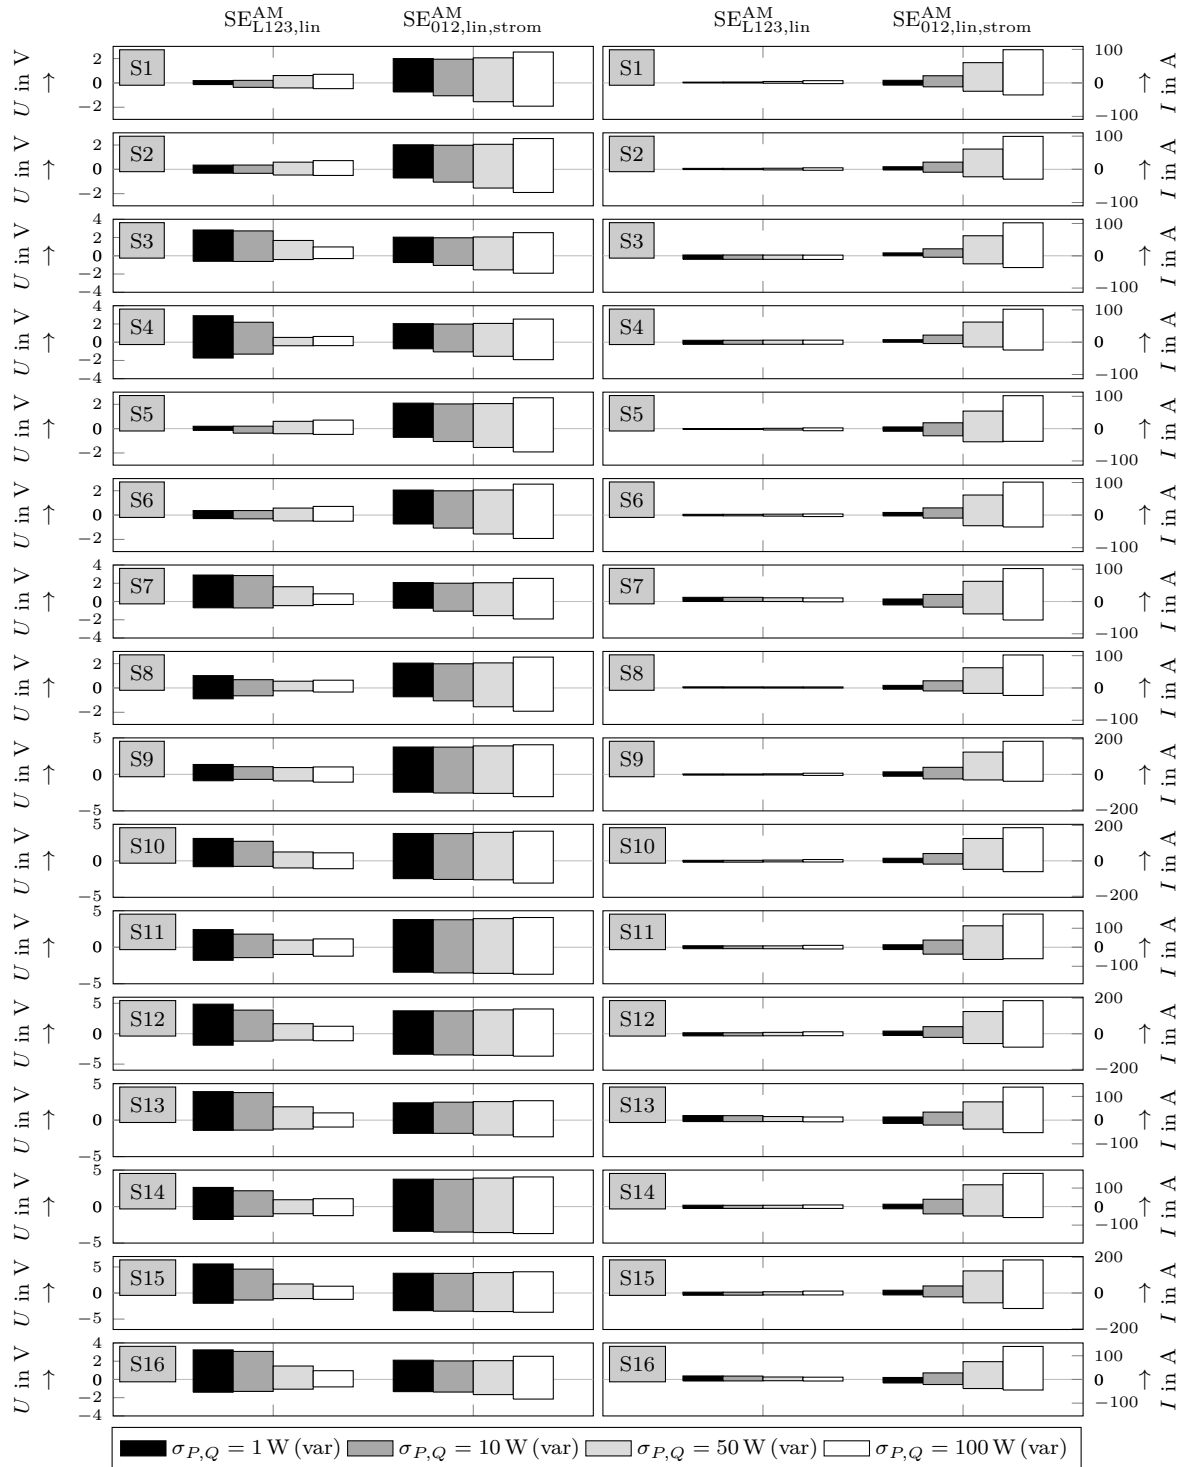 SE^AM_L123,lin SE^AM_012,lin,strom SE^AM_L123,lin SE^AM_012,lin,strom
U in V → 2 0 −2 S1 S1 100 0 −100 I in A →
U in V → 2 0 −2 S2 S2 100 0 −100 I in A →
U in V → 4 2 0 −2 −4 S3 S3 100 0 −100 I in A →
U in V → 4 2 0 −2 −4 S4 S4 100 0 −100 I in A →
U in V → 2 0 −2 S5 S5 100 0 −100 I in A →
U in V → 2 0 −2 S6 S6 100 0 −100 I in A →
U in V → 4 2 0 −2 −4 S7 S7 100 0 −100 I in A →
U in V → 2 0 −2 S8 S8 100 0 −100 I in A →
U in V → 5 0 −5 S9 S9 200 0 −200 I in A →
U in V → 5 0 −5 S10 S10 200 0 −200 I in A →
U in V → 5 0 −5 S11 S11 100 0 −100 I in A →
U in V → 5 0 −5 S12 S12 200 0 −200 I in A →
U in V → 5 0 −5 S13 S13 100 0 −100 I in A →
U in V → 5 0 −5 S14 S14 100 0 −100 I in A →
U in V → 5 0 −5 S15 S15 200 0 −200 I in A →
U in V → 4 2 0 −2 −4 S16 S16 100 0 −100 I in A →
σ_P,Q = 1 W (var) σ_P,Q = 10 W (var) σ_P,Q = 50 W (var) σ_P,Q = 100 W (var)